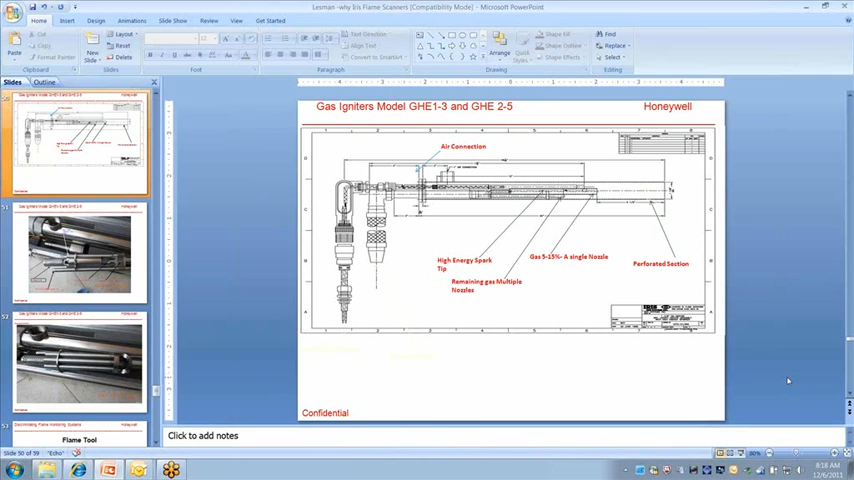 Lesman -why Iris Flame Scanners [Compatibility Mode] - Microsoft PowerPoint
Home
Insert
Design
Animations
Slide Show
Review
View
Get Started
Paste
Cut
Copy
Format Painter
Clipboard
New
Slide
Layout
Reset
Delete
Slides
Font
Paragraph
Text Direction
Align Text
Convert to SmartArt
Drawing
Arrange
Quick
Styles
Shape Fill
Shape Outline
Shape Effects
Find
Replace
Select
Editing
Slides
Outline
51
52
53
Flame Tool
Gas Igniters Model GHE1-3 and GHE 2-5
Honeywell
Air Connection
High Energy Spark
Tip
Gas 5-15%- A single Nozzle
Remaining gas Multiple
Nozzles
Perforated Section
Confidential
Click to add notes
Slide 50 of 59
"Echo"
80%
8:18 AM
12/6/2011